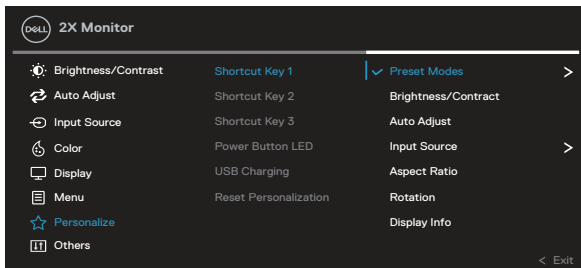 DELL 2X Monitor
Brightness/Contrast Shortcut Key 1 Preset Modes >
Auto Adjust Shortcut Key 2 Brightness/Contract
Input Source Shortcut Key 3 Auto Adjust
Color Power Button LED Input Source >
Display USB Charging Aspect Ratio
Menu Reset Personalization Rotation
Personalize Display Info
Others
< Exit